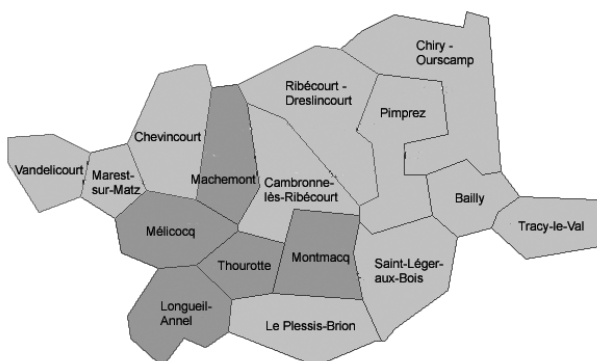 Chiry -
Ourscamp
Ribécourt -
Dreslincourt
Pimprez
Chevincourt
Vandelicourt
Marest-
sur-Matz
Machemont
Cambronne-
lès-Ribécourt
Bailly
Tracy-le-Val
Mélicocq
Thourotte
Montmacq
Saint-Léger-
aux-Bois
Longueil-
Annel
Le Plessis-Brion